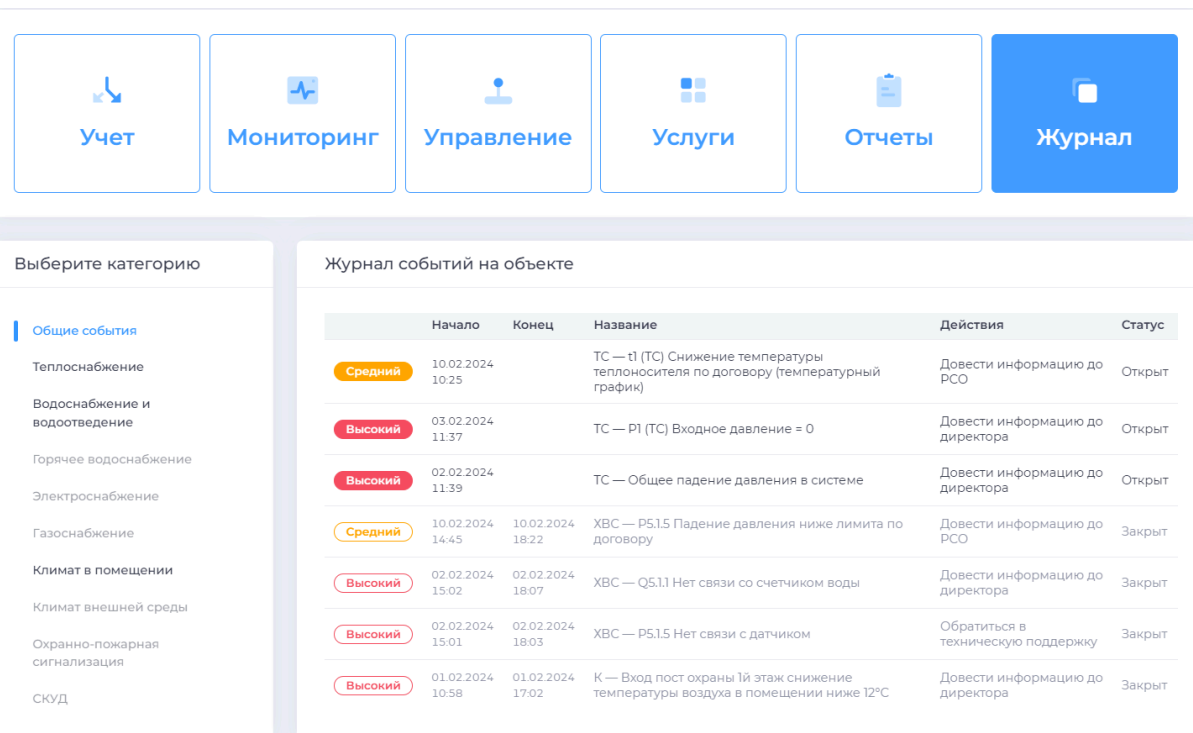 Учет
Мониторинг
Управление
Услуги
Отчеты
Журнал
Выберите категорию
Общие события
Теплоснабжение
Водоснабжение и
водоотведение
Горячее водоснабжение
Электроснабжение
Газоснабжение
Климат в помещении
Климат внешней среды
Охранно-пожарная
сигнализация
СКУД
Журнал событий на объекте
Начало Конец Название Действия Статус
Средний
10.02.2024
10:25
ТС — t1 (ТС) Снижение температуры
теплоносителя по договору (температурный
график)
Довести информацию до
РСО
Открыт
Высокий
03.02.2024
11:37
ТС — P1 (ТС) Входное давление = 0
Довести информацию до
директора
Открыт
Высокий
02.02.2024
11:39
ТС — Общее падение давления в системе
Довести информацию до
директора
Открыт
Средний
10.02.2024
14:45
10.02.2024
18:22
ХВС — P5.1.5 Падение давления ниже лимита по
договору
Довести информацию до
РСО
Закрыт
Высокий
02.02.2024
15:02
02.02.2024
18:07
ХВС — Q5.1.1 Нет связи со счетчиком воды
Довести информацию до
директора
Закрыт
Высокий
02.02.2024
15:01
02.02.2024
18:03
ХВС — P5.1.5 Нет связи с датчиком
Обратиться в
техническую поддержку
Закрыт
Высокий
01.02.2024
10:58
01.02.2024
17:02
К — Вход пост охраны 1й этаж снижение
температуры воздуха в помещении ниже 12°C
Довести информацию до
директора
Закрыт